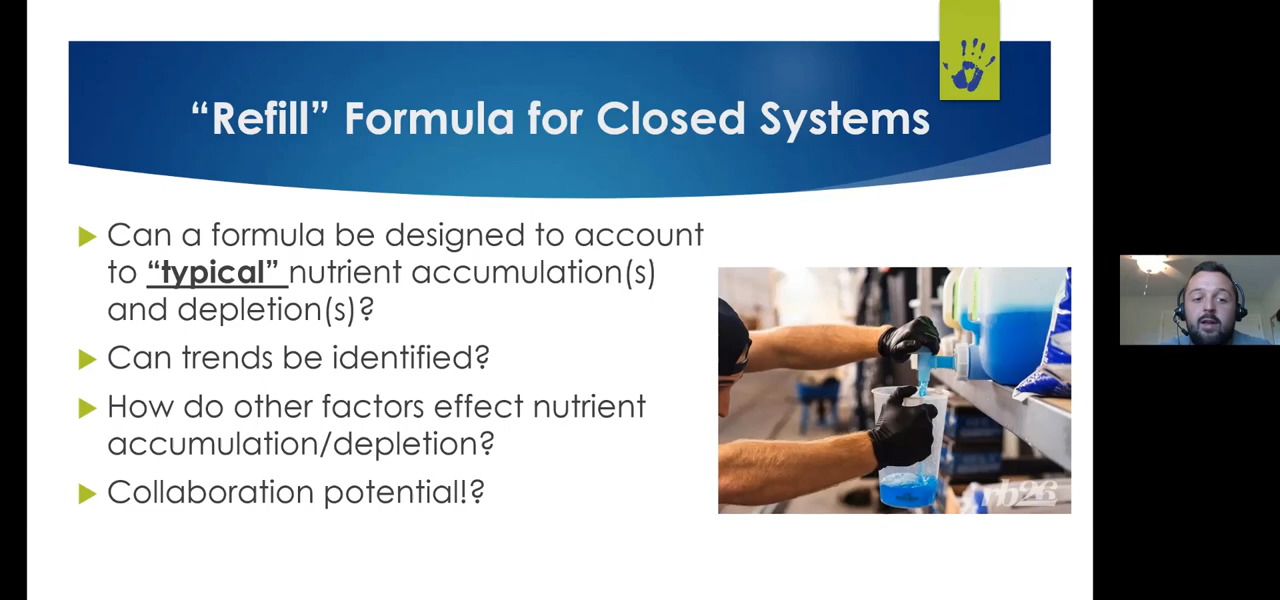 “Refill” Formula for Closed Systems
Can a formula be designed to account
to “typical” nutrient accumulation(s)
and depletion(s)?
Can trends be identified?
How do other factors effect nutrient
accumulation/depletion?
Collaboration potential!?
rb26